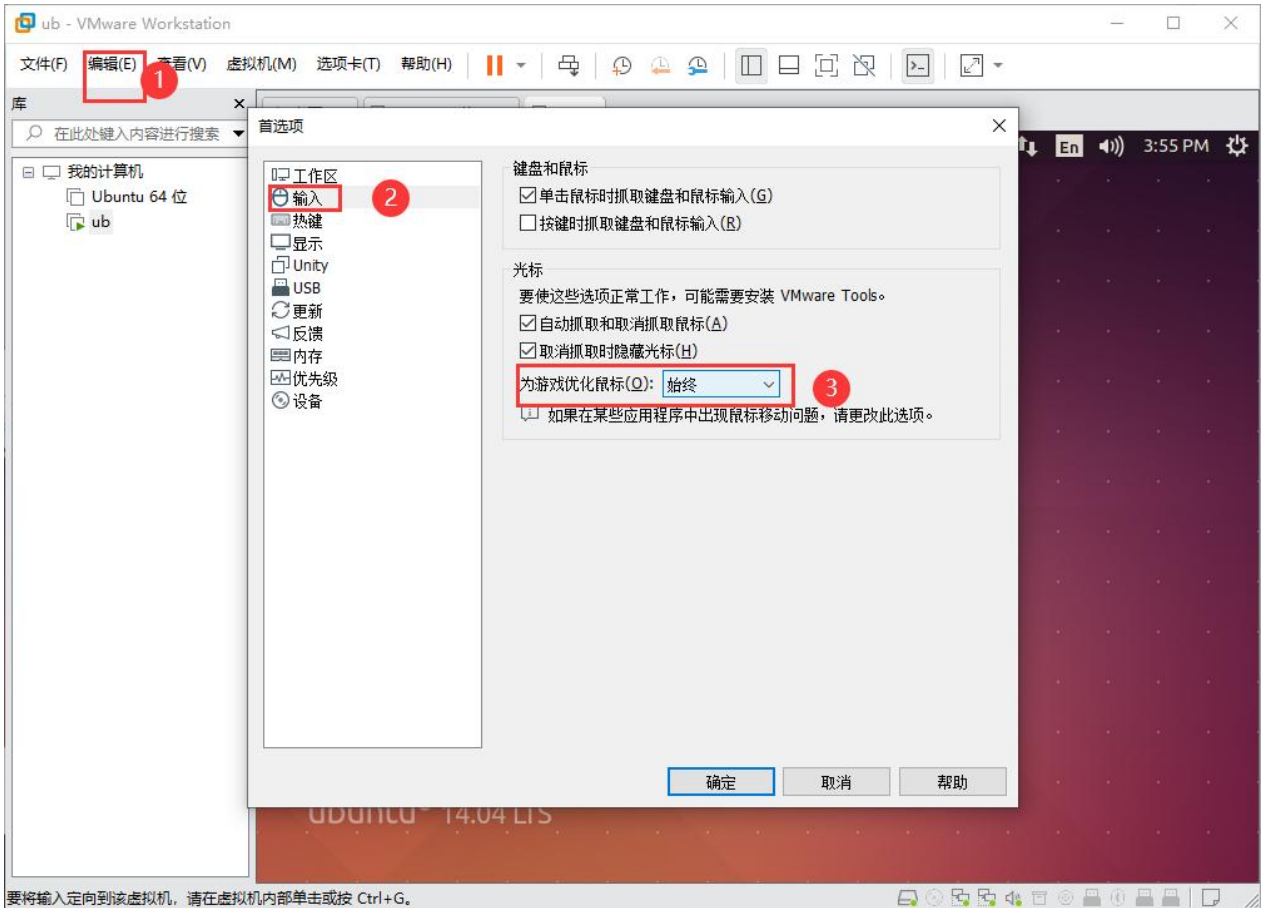 ub - VMware Workstation
文件(F) 编辑(E) 查看(V) 虚拟机(M) 选项卡(T) 帮助(H)
1
库
在此处键入内容进行搜索
我的计算机
Ubuntu 64 位
ub
En 3:55 PM
首选项
工作区
输入
2
热键
显示
Unity
USB
更新
反馈
内存
优先级
设备
键盘和鼠标
单击鼠标时抓取键盘和鼠标输入(G)
按键时抓取键盘和鼠标输入(R)
光标
要使这些选项正常工作，可能需要安装 VMware Tools。
自动抓取和取消抓取鼠标(A)
取消抓取时隐藏光标(H)
为游戏优化鼠标(O): 始终
3
如果在某些应用程序中出现鼠标移动问题，请更改此选项。
确定 取消 帮助
ubuntu 14.04 LTS
要将输入定向到该虚拟机，请在虚拟机内部单击或按 Ctrl+G。